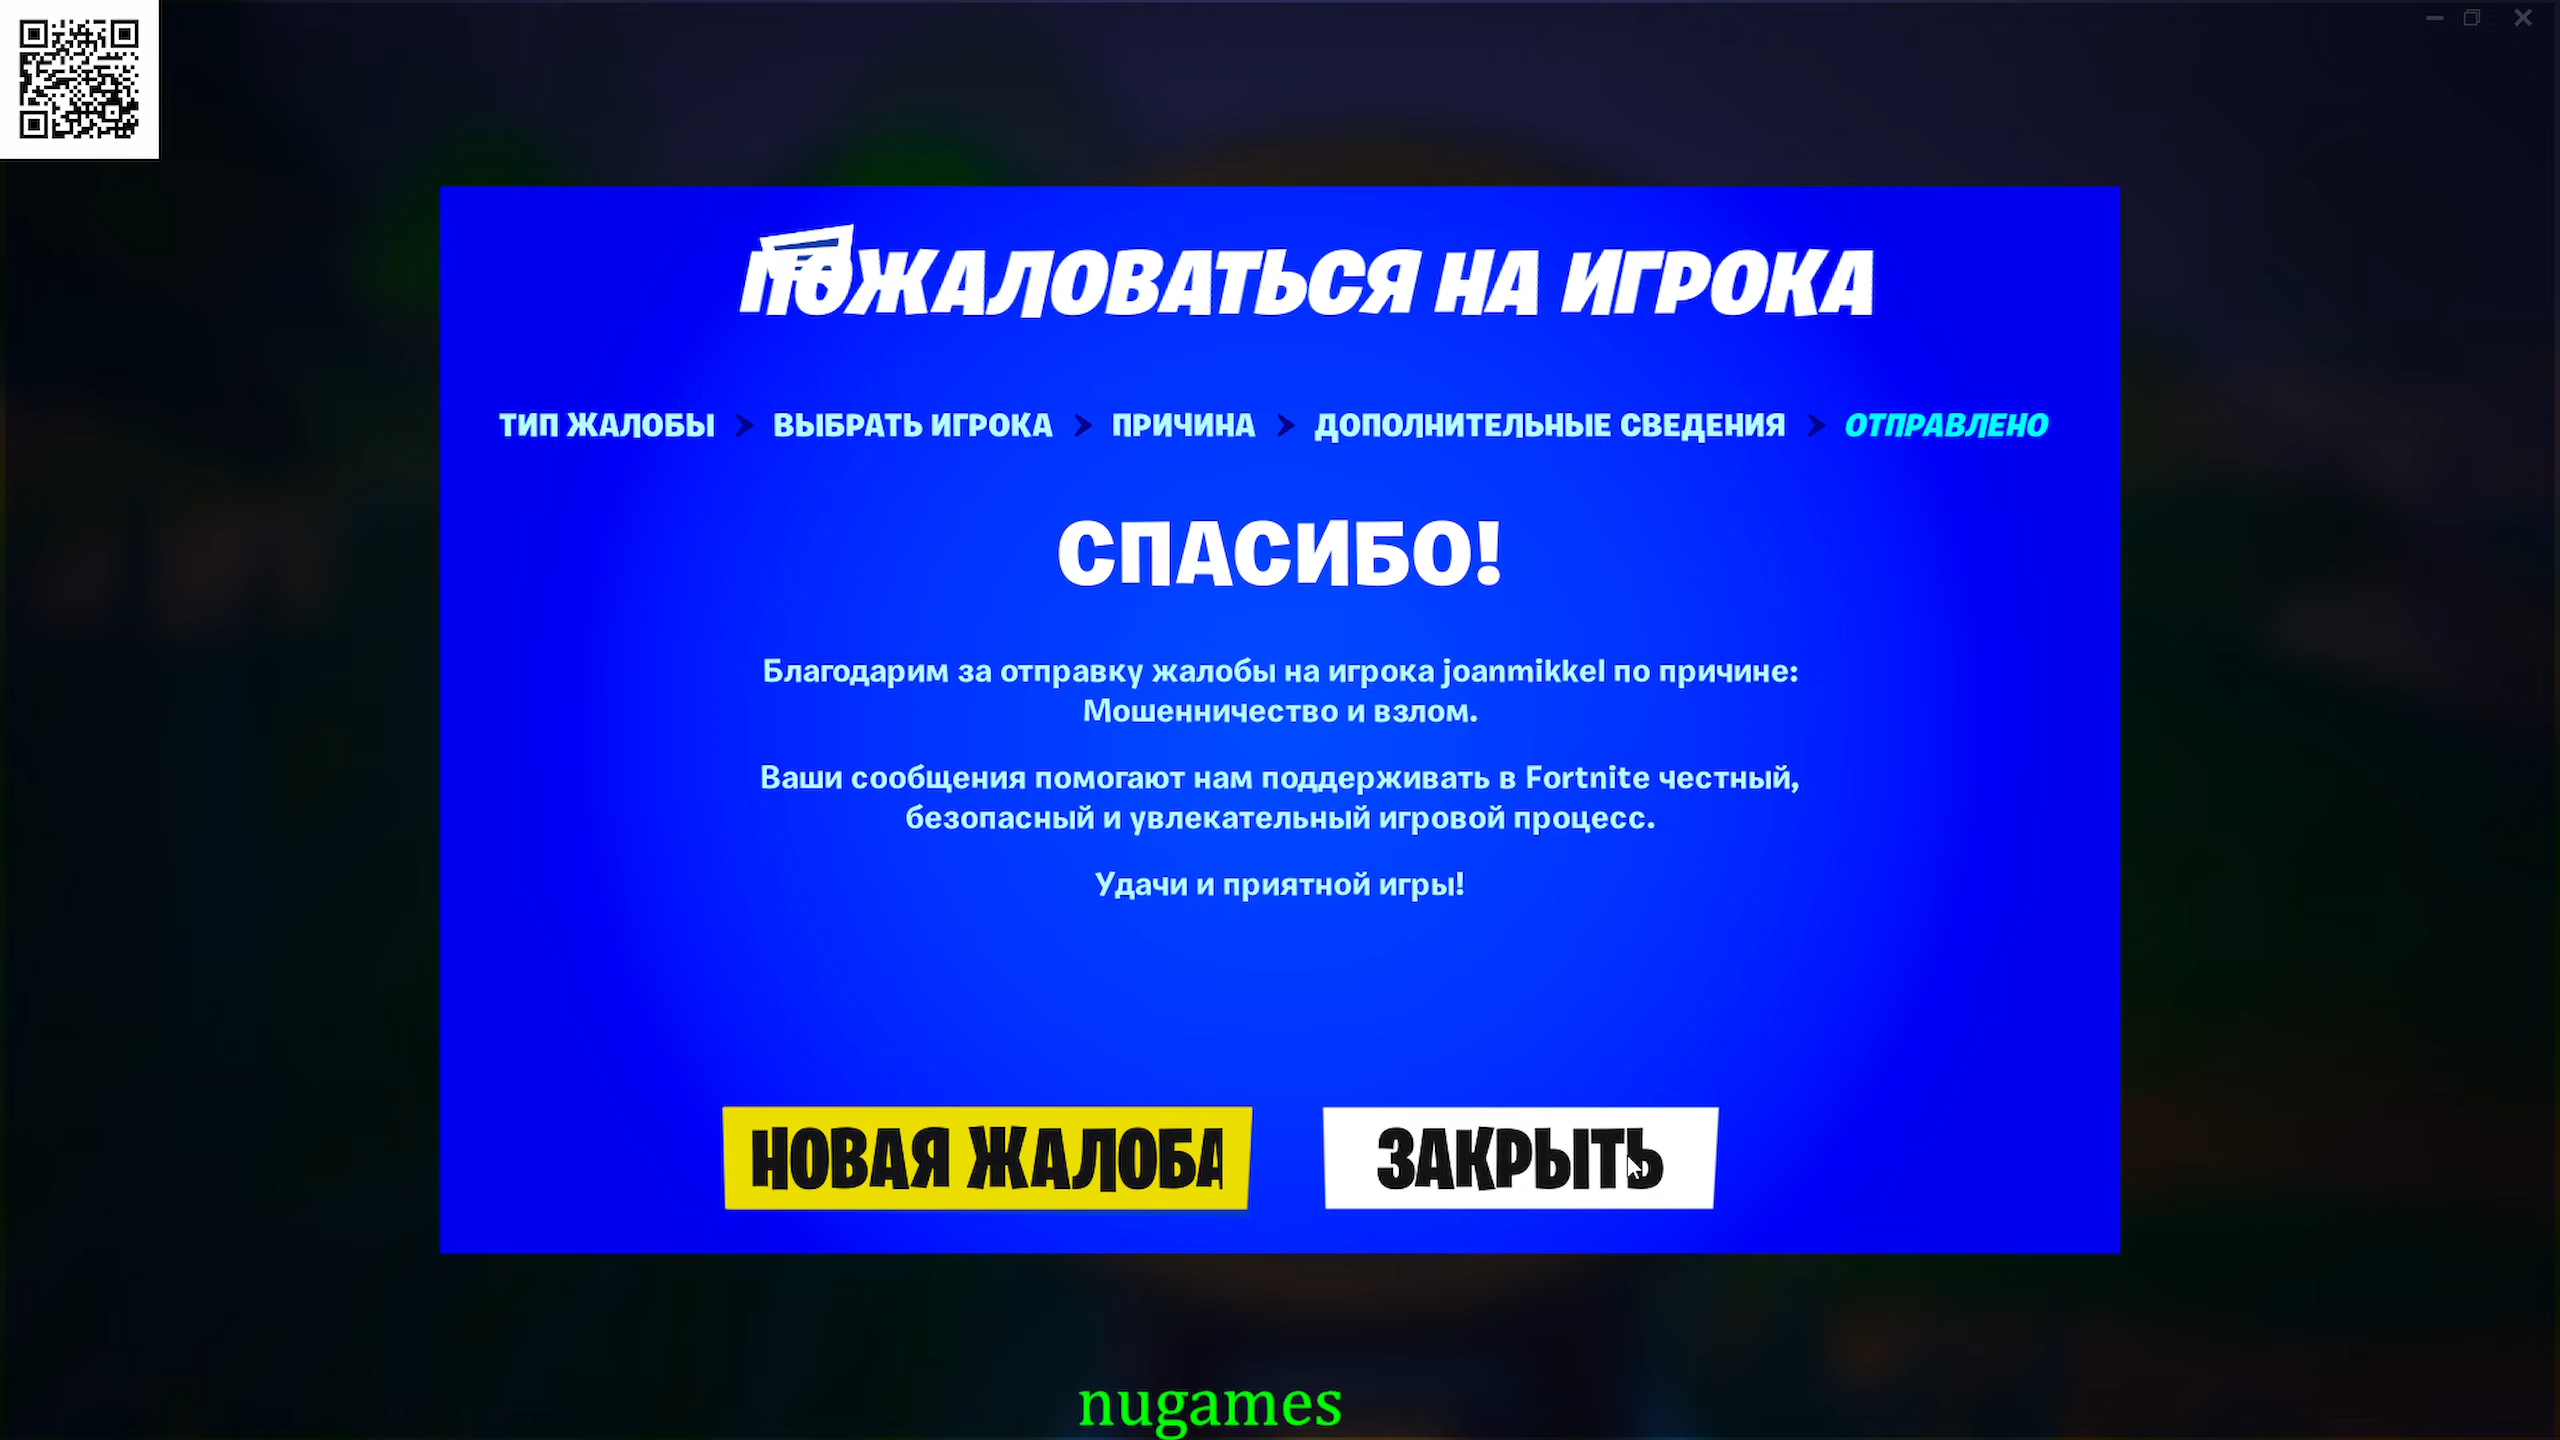 ПОЖАЛОВАТЬСЯ НА ИГРОКА
ТИП ЖАЛОБЫ > ВЫБРАТЬ ИГРОКА > ПРИЧИНА > ДОПОЛНИТЕЛЬНЫЕ СВЕДЕНИЯ > ОТПРАВЛЕНО
СПАСИБО!
Благодарим за отправку жалобы на игрока joanmikkel по причине:
Мошенничество и взлом.
Ваши сообщения помогают нам поддерживать в Fortnite честный,
безопасный и увлекательный игровой процесс.
Удачи и приятной игры!
НОВАЯ ЖАЛОБА ЗАКРЫТЬ
nugames